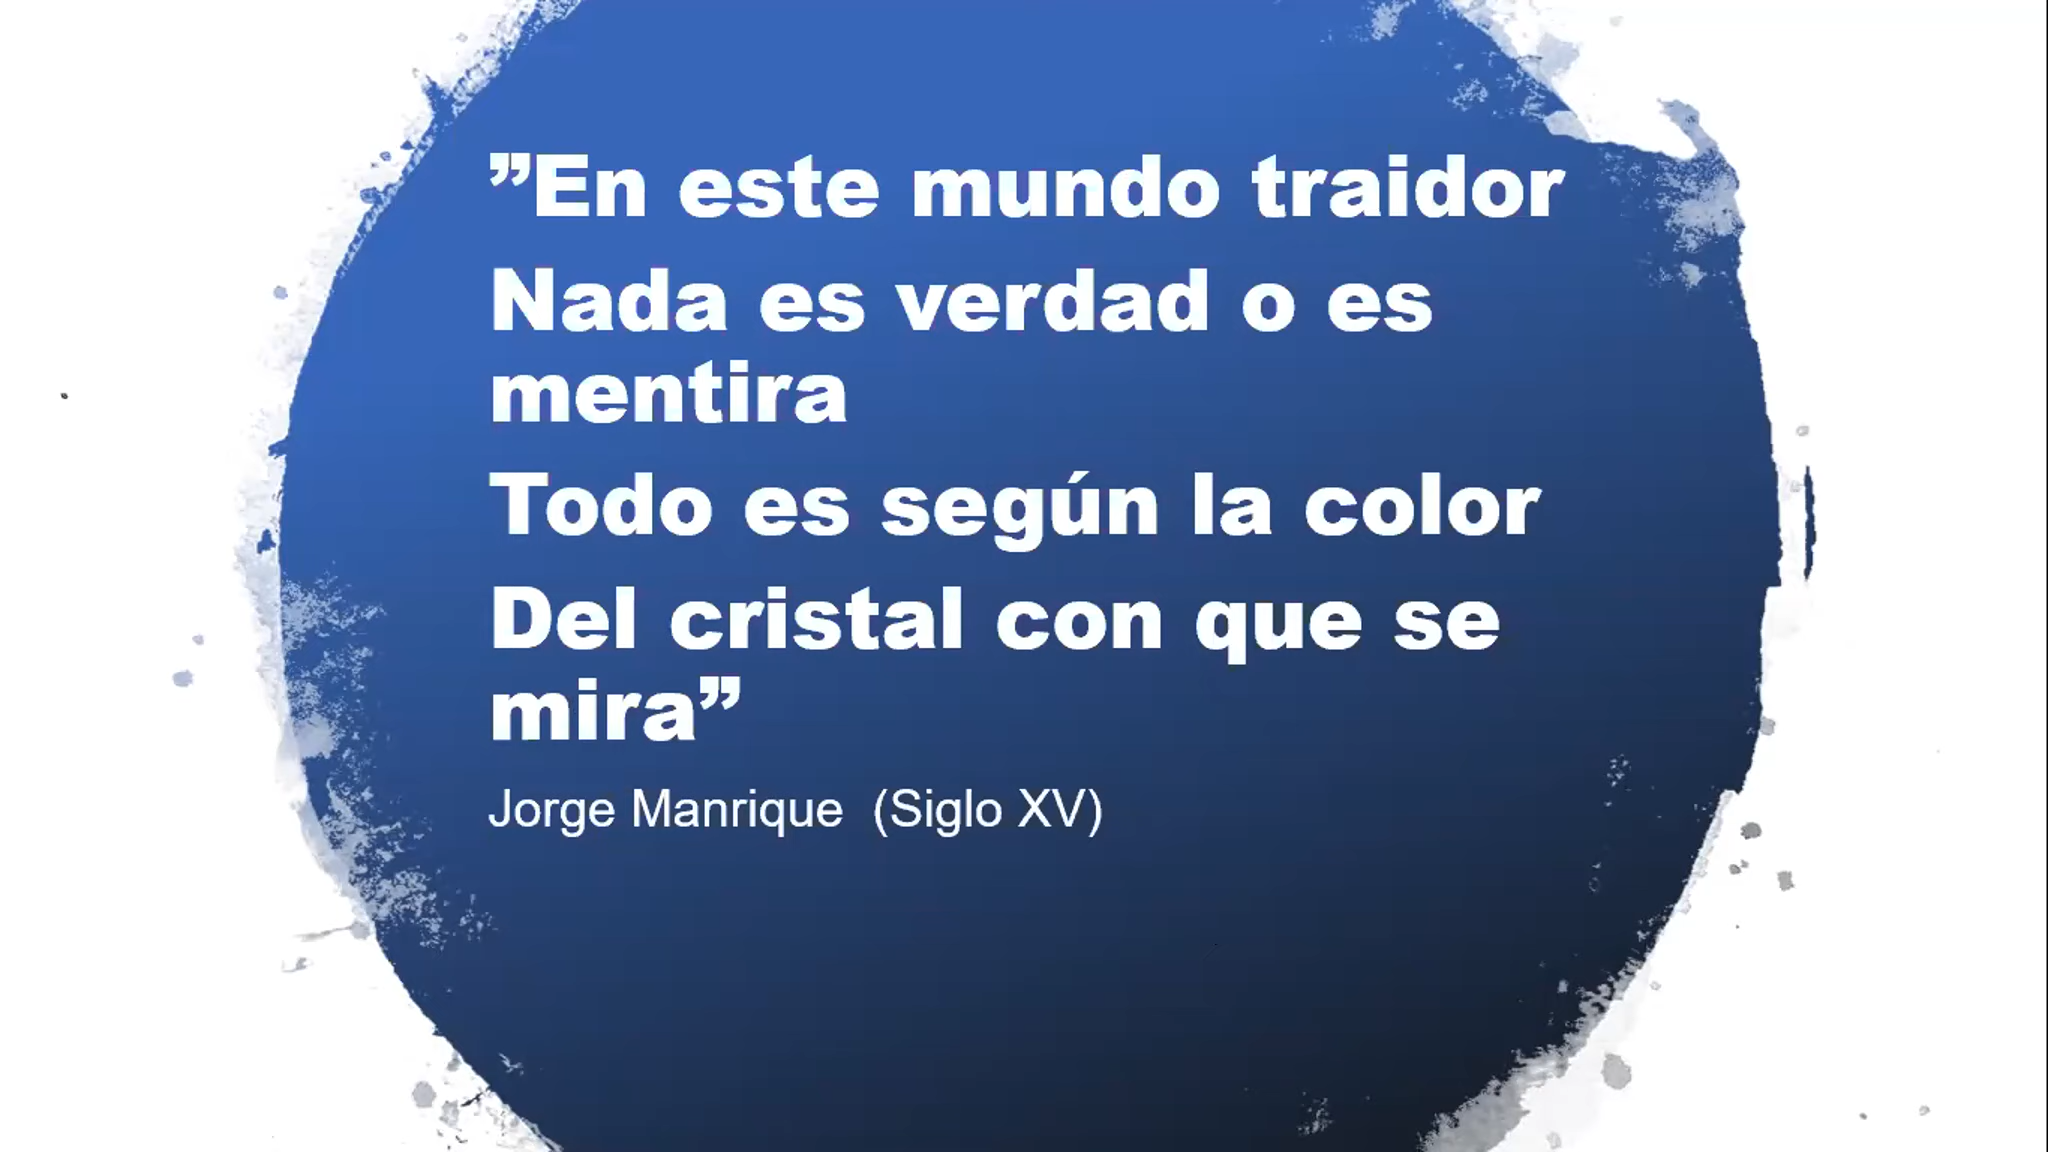 ”En este mundo traidor
Nada es verdad o es
mentira
Todo es según la color
Del cristal con que se
mira”
Jorge Manrique  (Siglo XV)